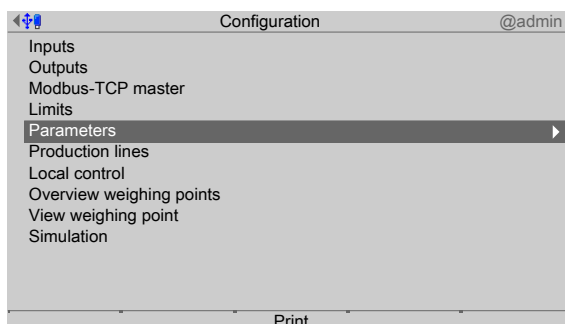 Configuration @admin
Inputs
Outputs
Modbus-TCP master
Limits
Parameters
Production lines
Local control
Overview weighing points
View weighing point
Simulation
Print